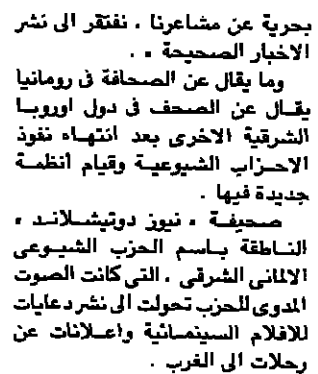 بحرية عن مشاعرنا ، نفتقر الى نشر
الاخبار الصحيحة » .
وما يقال عن الصحافة فى رومانيا
يقال عن الصحف فى دول اوروبا
الشرقية الاخرى بعد انتهاء نفوذ
الاحزاب الشيوعية وقيام أنظمة
جديدة فيها .
صحيفة « نيوز دوتيشلاند »
الناطقة باسم الحزب الشيوعى
الالمانى الشرقى ، التى كانت الصوت
المدوى للحزب تحولت الى نشر دعايات
للافلام السينمائية واعلانات عن
رحلات الى الغرب .